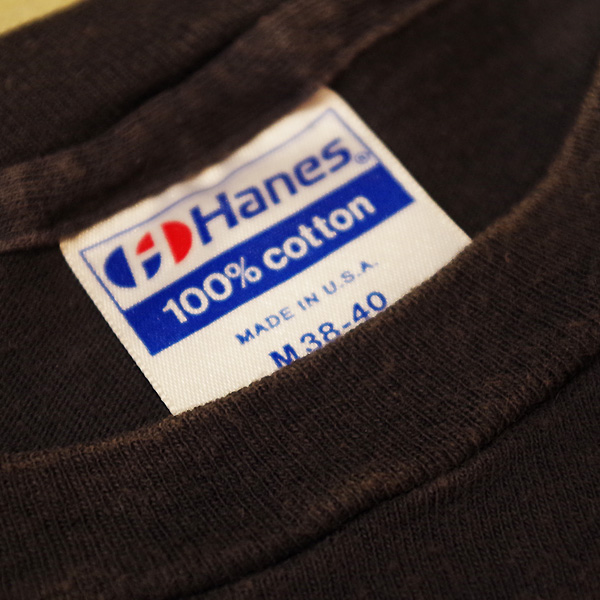 Hanes®
100% cotton
MADE IN U.S.A.
M 38-40